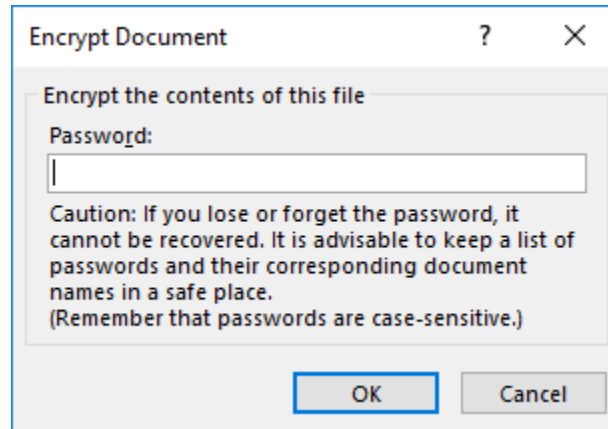 Encrypt Document ?
Encrypt the contents of this file
Password:
Caution: If you lose or forget the password, it
cannot be recovered. It is advisable to keep a list of
passwords and their corresponding document
names in a safe place.
(Remember that passwords are case-sensitive.)
OK Cancel